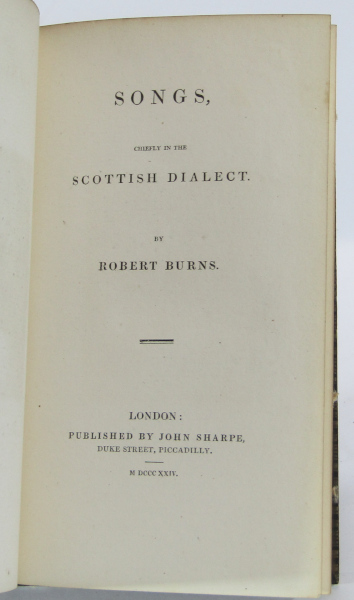 SONGS,
CHIEFLY IN THE
SCOTTISH DIALECT.
BY
ROBERT BURNS.
LONDON:
PUBLISHED BY JOHN SHARPE,
DUKE STREET, PICCADILLY.
M DCCC XXIV.